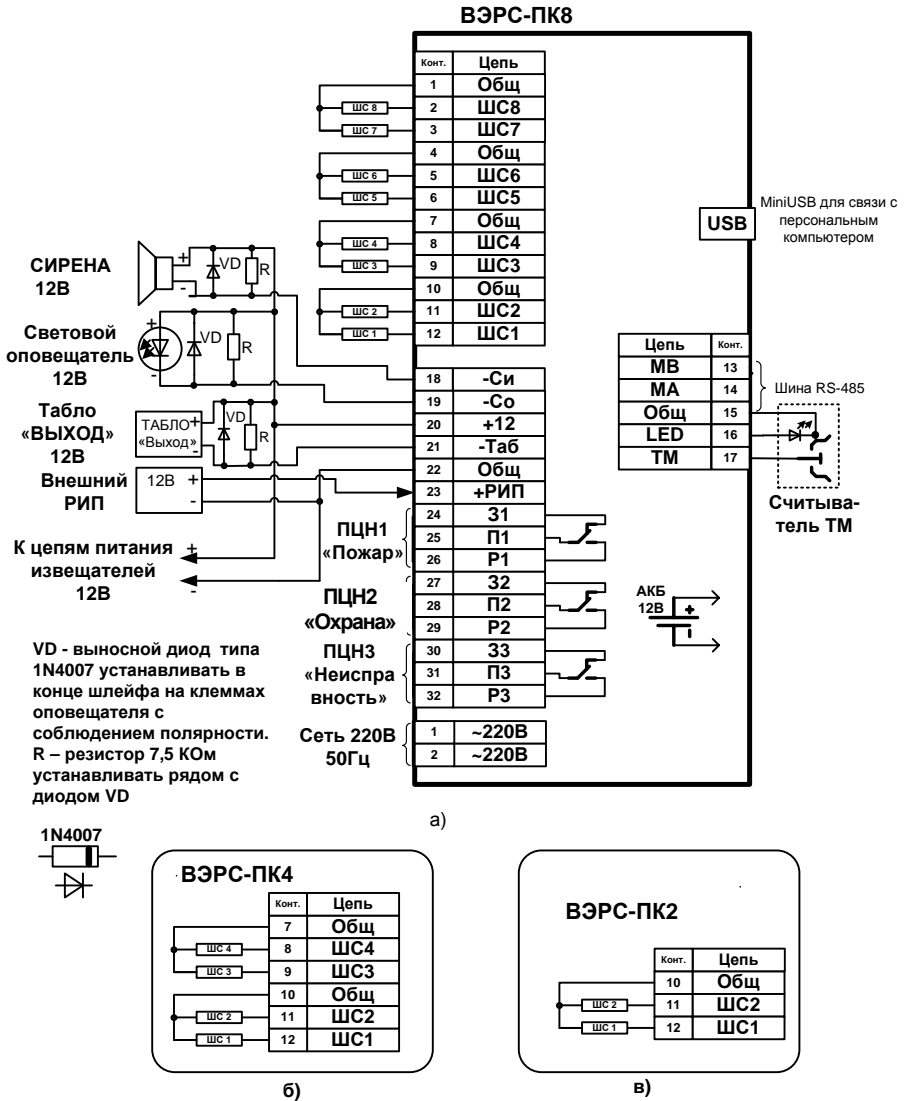 ВЭРС-ПК8
Конт. Цепь
1 Общ
ШС 8 2 ШС8
ШС 7 3 ШС7
4 Общ
ШС 6 5 ШС6
ШС 5 6 ШС5
7 Общ
ШС 4 8 ШС4
ШС 3 9 ШС3
10 Общ
ШС 2 11 ШС2
ШС 1 12 ШС1
USB
MiniUSB для связи с
персональным
компьютером
СИРЕНА
12В
+
-
VD
R
Световой
оповещатель
12В
+
-
VD
R
Табло
«ВЫХОД»
12В
ТАБЛО+
«Выход»-
VD
R
Внешний
РИП
12В +
-
К цепям питания
извещателей
12В
+
-
18 -Си
19 -Со
20 +12
21 -Таб
22 Общ
23 +РИП
24 З1
25 П1
26 Р1
27 З2
28 П2
29 Р2
30 З3
31 П3
32 Р3
1 ~220В
2 ~220В
ПЦН1
«Пожар»
ПЦН2
«Охрана»
ПЦН3
«Неиспра
вность»
Сеть 220В
50Гц
Цепь Конт.
МВ 13
МА 14
Общ 15
LED 16
ТМ 17
Шина RS-485
Считыва-
тель ТМ
АКБ
12В
+
-
VD - выносной диод типа
1N4007 устанавливать в
конце шлейфа на клеммах
оповещателя с
соблюдением полярности.
R – резистор 7,5 КОм
устанавливать рядом с
диодом VD
а)
1N4007
ВЭРС-ПК4
Конт. Цепь
7 Общ
ШС 4 8 ШС4
ШС 3 9 ШС3
10 Общ
ШС 2 11 ШС2
ШС 1 12 ШС1
б)
ВЭРС-ПК2
Конт. Цепь
10 Общ
ШС 2 11 ШС2
ШС 1 12 ШС1
в)